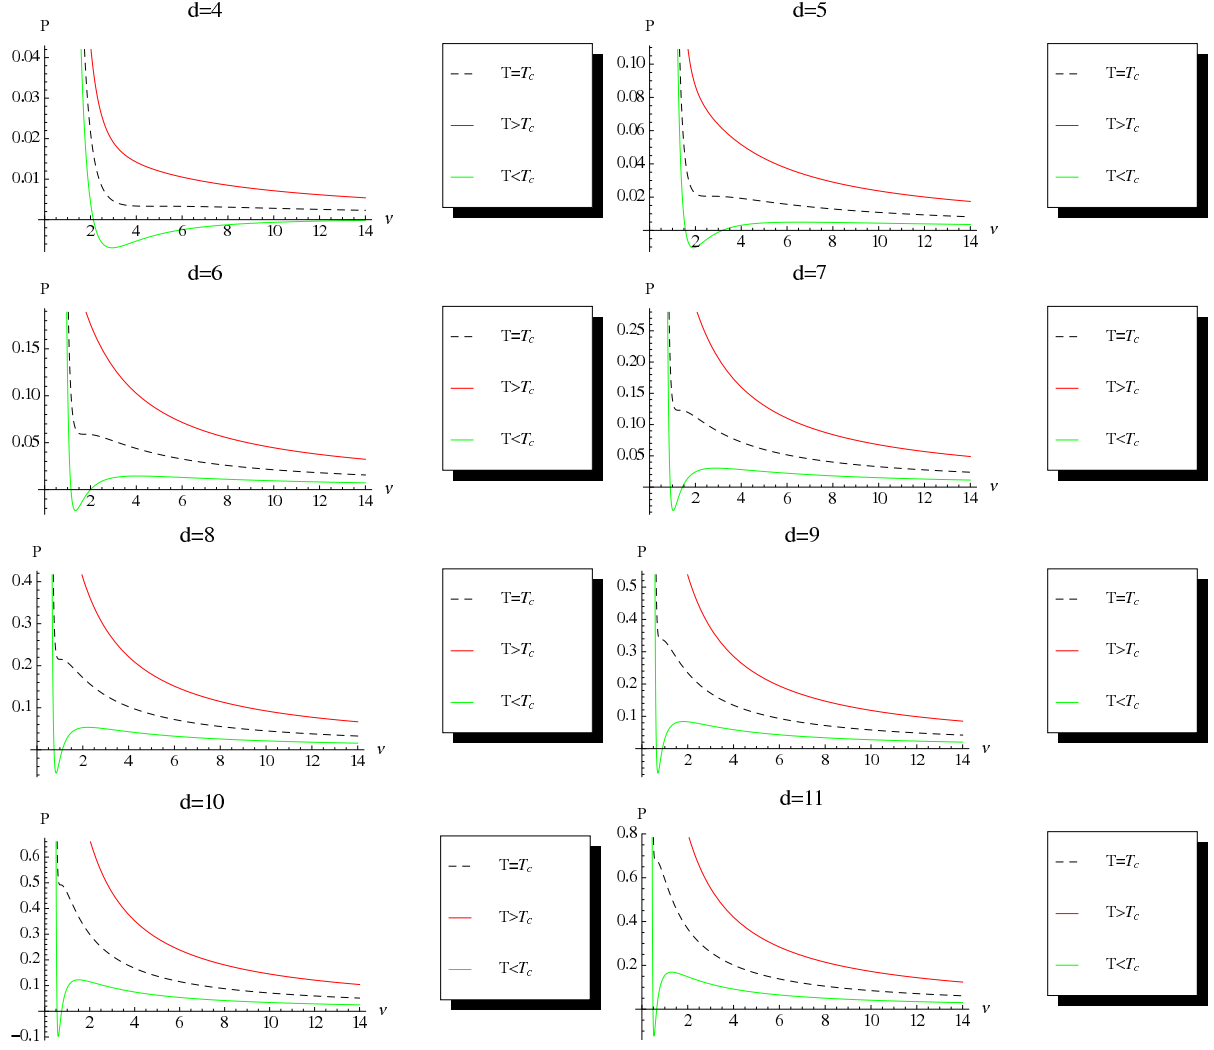 d=4
P
0.04
0.03
0.02
0.01
2 4 6 8 10 12 14
ν
T=Tc
T>Tc
T<Tc
d=5
P
0.10
0.08
0.06
0.04
0.02
2 4 6 8 10 12 14
ν
T=Tc
T>Tc
T<Tc
d=6
P
0.15
0.10
0.05
2 4 6 8 10 12 14
ν
T=Tc
T>Tc
T<Tc
d=7
P
0.25
0.20
0.15
0.10
0.05
2 4 6 8 10 12 14
ν
T=Tc
T>Tc
T<Tc
d=8
P
0.4
0.3
0.2
0.1
2 4 6 8 10 12 14
ν
T=Tc
T>Tc
T<Tc
d=9
P
0.5
0.4
0.3
0.2
0.1
2 4 6 8 10 12 14
ν
T=Tc
T>Tc
T<Tc
d=10
P
0.6
0.5
0.4
0.3
0.2
0.1
−0.1
2 4 6 8 10 12 14
ν
T=Tc
T>Tc
T<Tc
d=11
P
0.8
0.6
0.4
0.2
2 4 6 8 10 12 14
ν
T=Tc
T>Tc
T<Tc